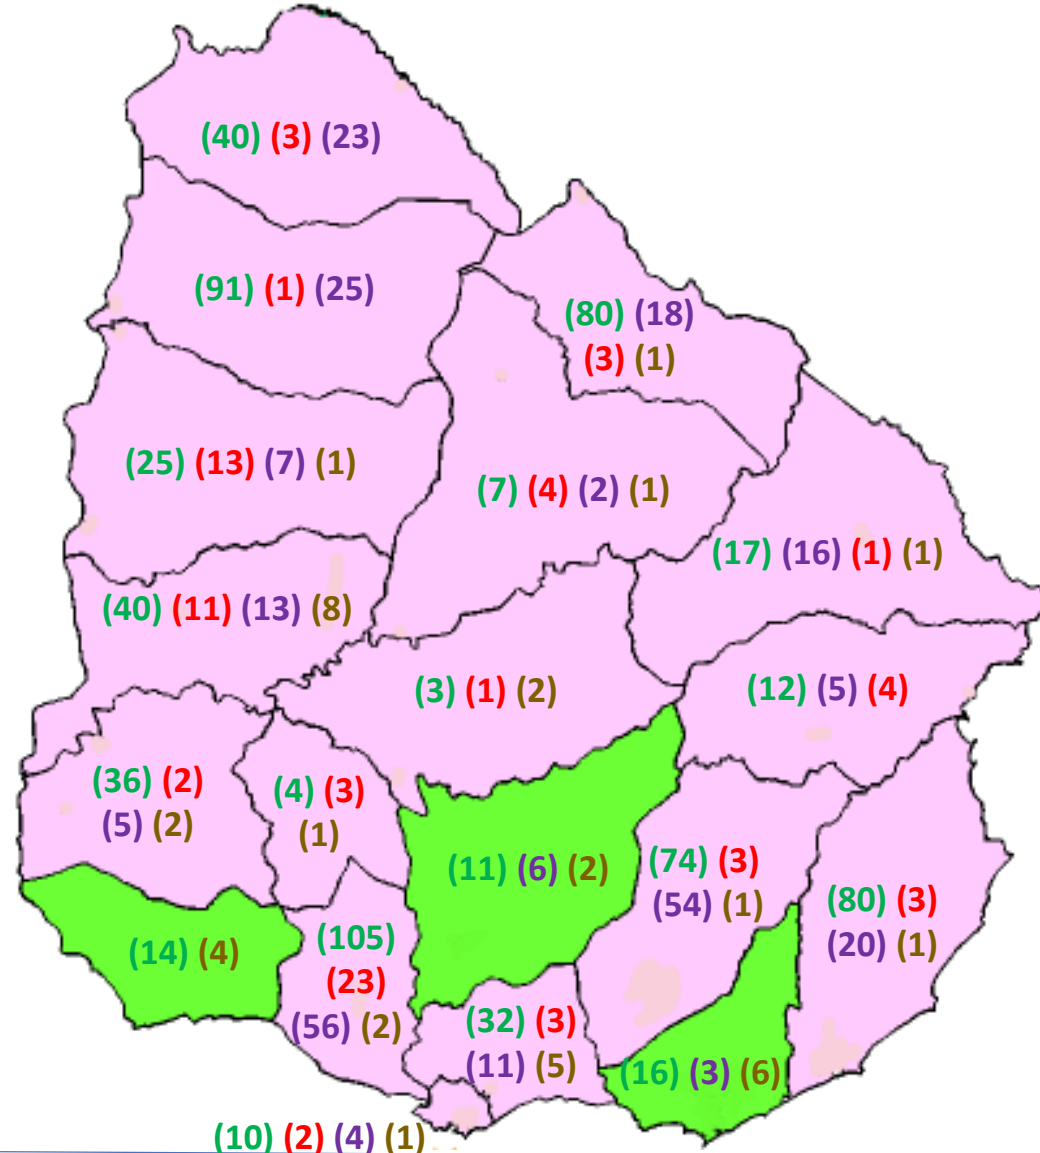 (40) (3) (23)
(91) (1) (25)
(80) (18)
(3) (1)
(25) (13) (7) (1)
(7) (4) (2) (1)
(17) (16) (1) (1)
(40) (11) (13) (8)
(3) (1) (2)
(12) (5) (4)
(36) (2)
(5) (2)
(4) (3)
(1)
(11) (6) (2)
(74) (3)
(54) (1)
(80) (3)
(20) (1)
(14) (4)
(105)
(23)
(56) (2)
(32) (3)
(11) (5)
(16) (3) (6)
(10) (2) (4) (1)